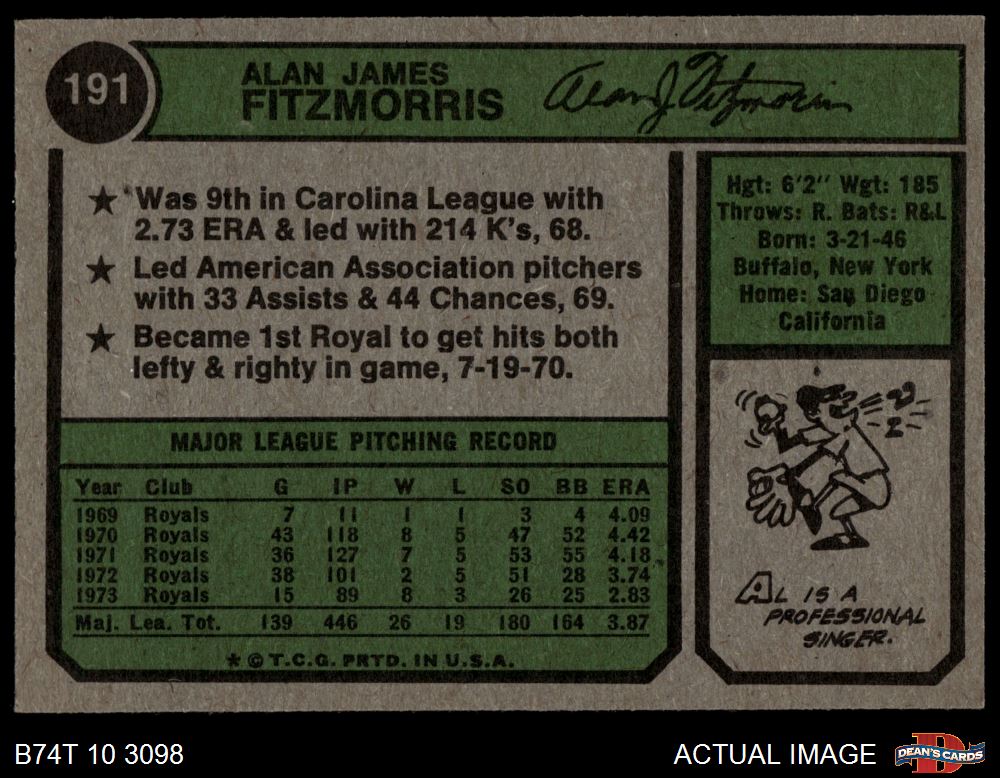 191
ALAN JAMES
FITZMORRIS
Alan J Fitzmorris
★ Was 9th in Carolina League with
2.73 ERA & led with 214 K's, 68.
★ Led American Association pitchers
with 33 Assists & 44 Chances, 69.
★ Became 1st Royal to get hits both
lefty & righty in game, 7-19-70.
Hgt: 6'2" Wgt: 185
Throws: R. Bats: R&L
Born: 3-21-46
Buffalo, New York
Home: San Diego
California
MAJOR LEAGUE PITCHING RECORD
Year Club G IP W L SO BB ERA
1969 Royals 7 11 1 1 3 4 4.09
1970 Royals 43 118 8 5 47 52 4.42
1971 Royals 36 127 7 5 53 55 4.18
1972 Royals 38 101 2 5 51 28 3.74
1973 Royals 15 89 8 3 26 25 2.83
Maj. Lea. Tot. 139 446 26 19 180 164 3.87
★ © T.C.G. PRTD. IN U.S.A.
AL IS A
PROFESSIONAL
SINGER.
B74T 10 3098
ACTUAL IMAGE
DEAN'S CARDS